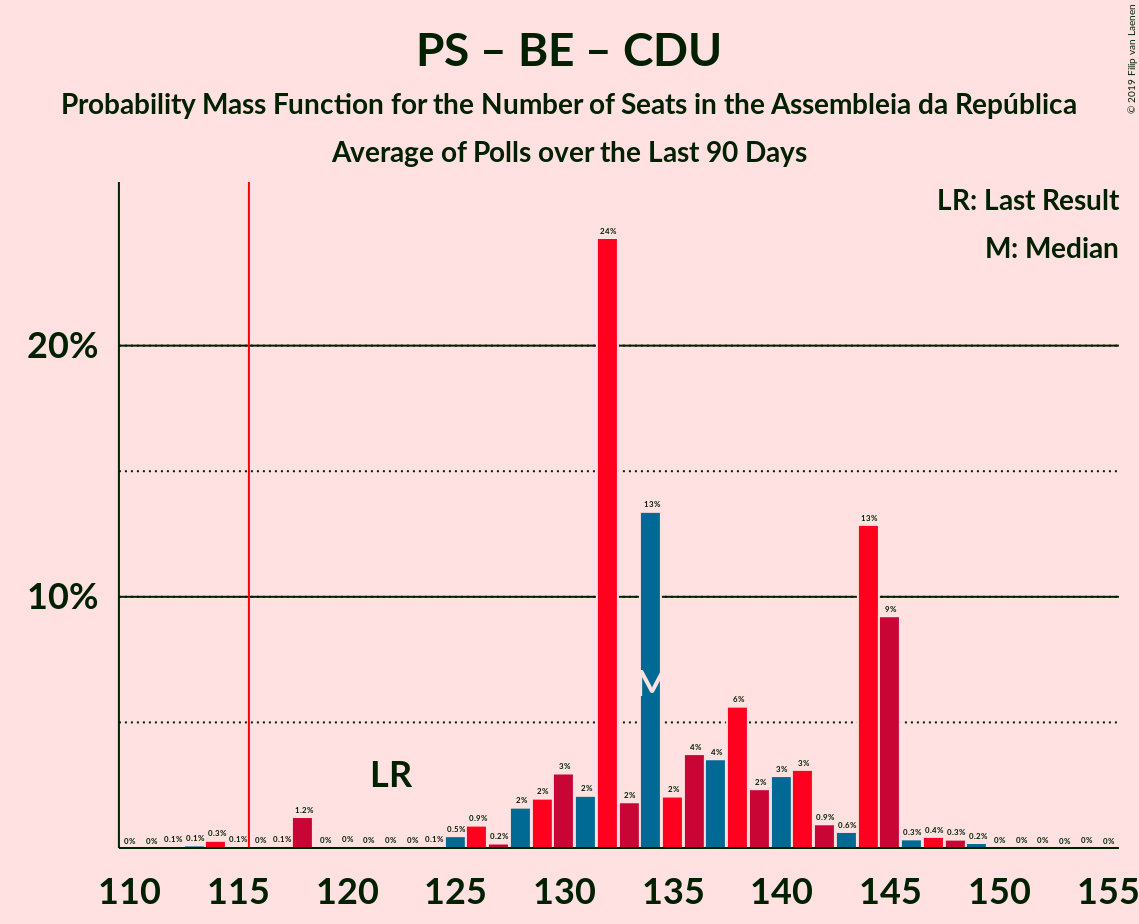 PS – BE – CDU
Probability Mass Function for the Number of Seats in the Assembleia da República
Average of Polls over the Last 90 Days
© 2019 Filip van Laenen
LR: Last Result
M: Median
20%
10%
LR
M
0% 0% 0.1% 0.1% 0.3% 0.1% 0% 0.1% 1.2% 0% 0% 0% 0% 0% 0.1% 0.5% 0.9% 0.2% 2% 2% 3% 2% 24% 2% 13% 2% 4% 4% 6% 2% 3% 3% 0.9% 0.6% 13% 9% 0.3% 0.4% 0.3% 0.2% 0% 0% 0% 0% 0% 0%
110 115 120 125 130 135 140 145 150 155